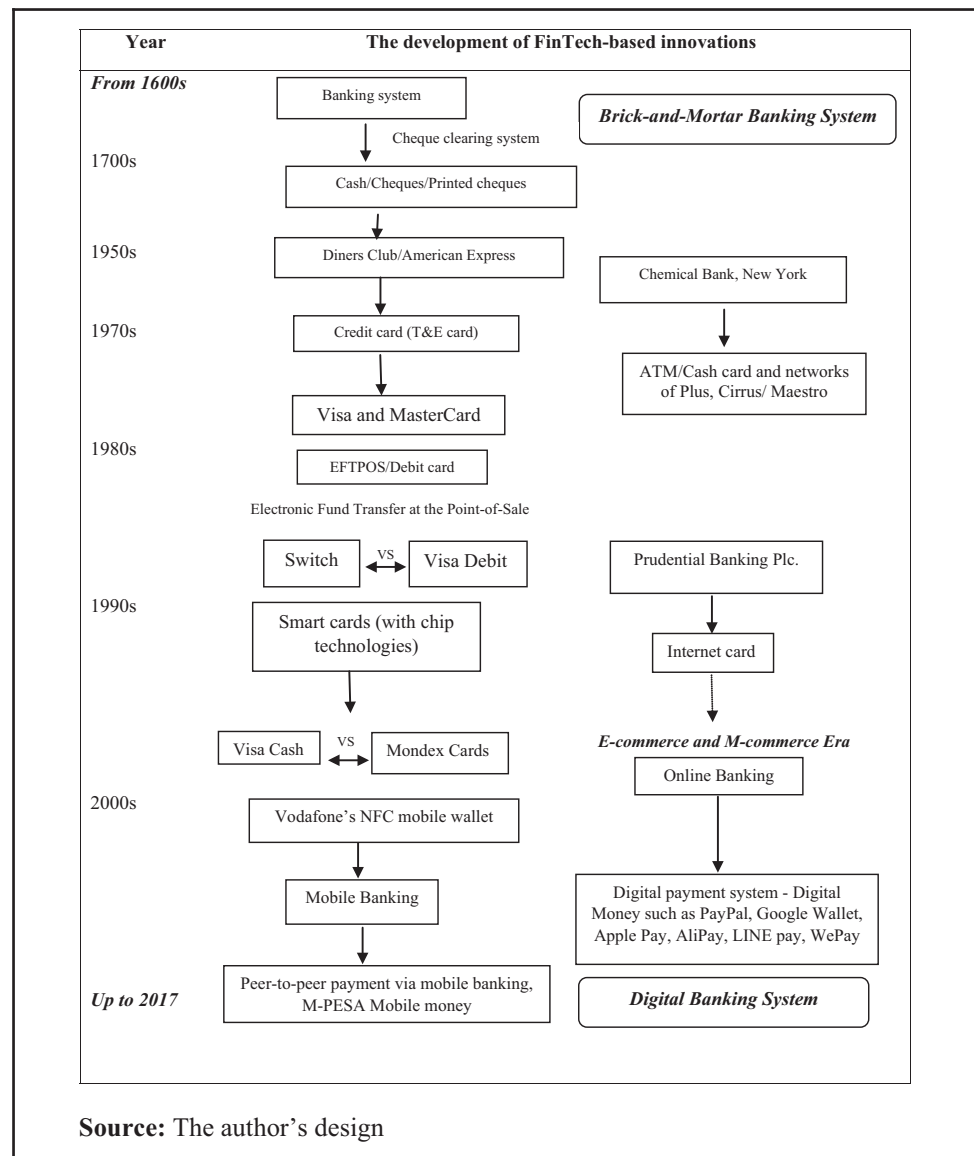 Year
The development of FinTech-based innovations
From 1600s
Banking system
Brick-and-Mortar Banking System
Cheque clearing system
1700s
Cash/Cheques/Printed cheques
1950s
Diners Club/American Express
Chemical Bank, New York
1970s
Credit card (T&E card)
ATM/Cash card and networks
of Plus, Cirrus/ Maestro
Visa and MasterCard
1980s
EFTPOS/Debit card
Electronic Fund Transfer at the Point-of-Sale
Switch
VS
Visa Debit
Prudential Banking Plc.
1990s
Smart cards (with chip
technologies)
Internet card
Visa Cash
VS
Mondex Cards
E-commerce and M-commerce Era
Online Banking
2000s
Vodafone's NFC mobile wallet
Mobile Banking
Digital payment system - Digital
Money such as PayPal, Google Wallet,
Apple Pay, AliPay, LINE pay, WePay
Up to 2017
Peer-to-peer payment via mobile banking,
M-PESA Mobile money
Digital Banking System
Source: The author's design